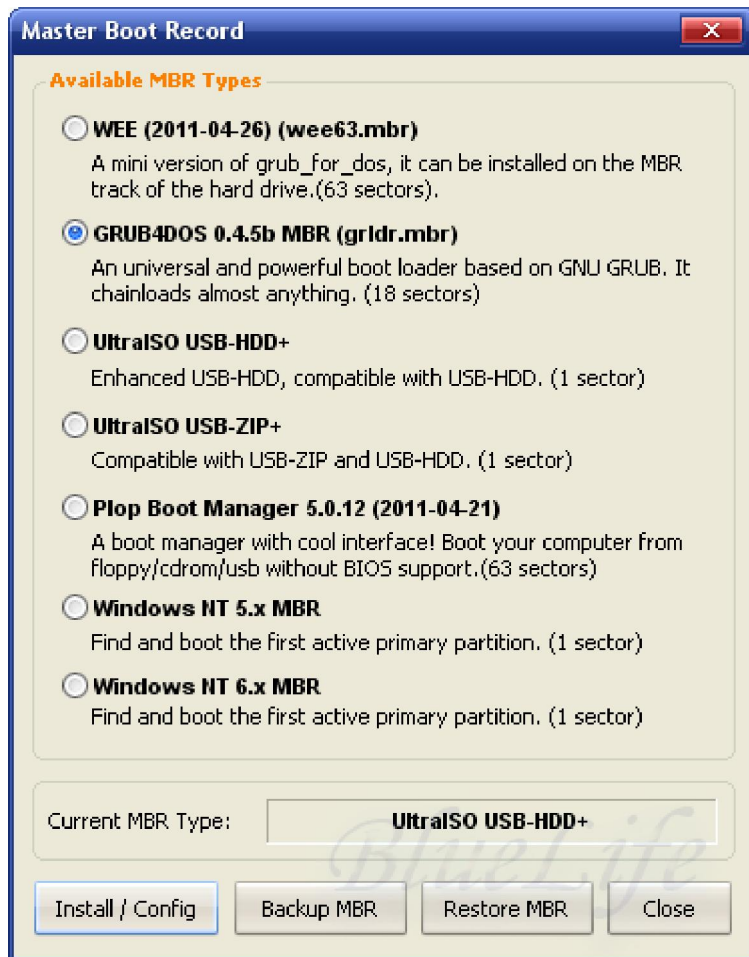 Master Boot Record
Available MBR Types
WEE (2011-04-26) (wee63.mbr)
A mini version of grub_for_dos, it can be installed on the MBR
track of the hard drive.(63 sectors).
GRUB4DOS 0.4.5b MBR (grldr.mbr)
An universal and powerful boot loader based on GNU GRUB. It
chainloads almost anything. (18 sectors)
UltraISO USB-HDD+
Enhanced USB-HDD, compatible with USB-HDD. (1 sector)
UltraISO USB-ZIP+
Compatible with USB-ZIP and USB-HDD. (1 sector)
Plop Boot Manager 5.0.12 (2011-04-21)
A boot manager with cool interface! Boot your computer from
floppy/cdrom/usb without BIOS support.(63 sectors)
Windows NT 5.x MBR
Find and boot the first active primary partition. (1 sector)
Windows NT 6.x MBR
Find and boot the first active primary partition. (1 sector)
Current MBR Type: UltraISO USB-HDD+
BlueLife
Install / Config Backup MBR Restore MBR Close